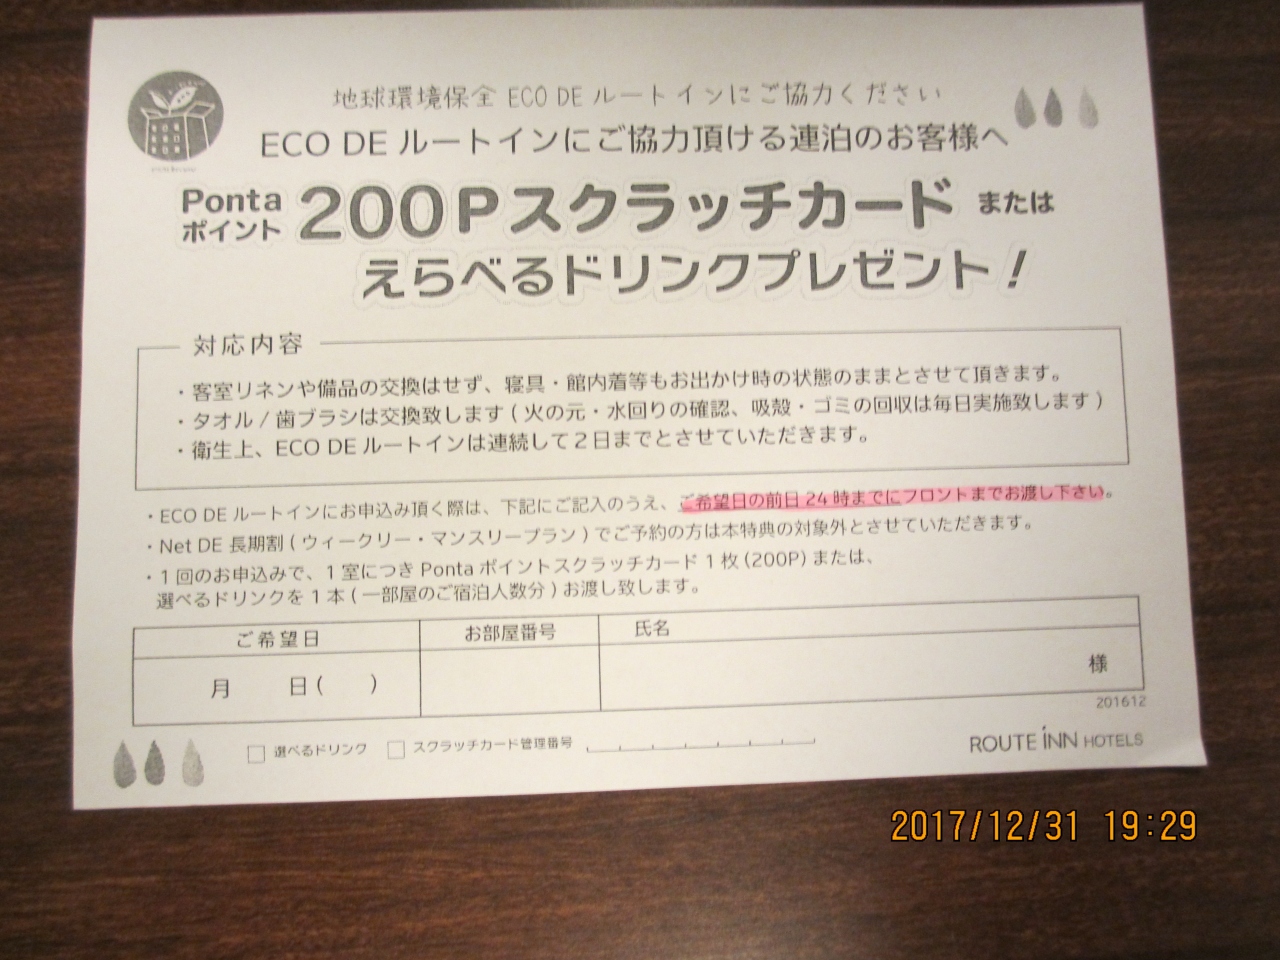 地球環境保全 ECO DE ルートインにご協力ください
ECO DE ルートインにご協力頂ける連泊のお客様へ
Ponta
ポイント
200Pスクラッチカード または
えらべるドリンクプレゼント！
対応内容
・客室リネンや備品の交換はせず、寝具・館内着等もお出かけ時の状態のままとさせて頂きます。
・タオル / 歯ブラシは交換致します ( 火の元・水回りの確認、吸殻・ゴミの回収は毎日実施致します )
・衛生上、ECO DE ルートインは連続して２日までとさせていただきます。
・ECO DE ルートインにお申込み頂く際は、下記にご記入のうえ、ご希望日の前日 24 時までにフロントまでお渡し下さい。
・Net DE 長期割 ( ウィークリー・マンスリープラン ) でご予約の方は本特典の対象外とさせていただきます。
・１回のお申込みで、１室につき Ponta ポイントスクラッチカード１枚 (200P) または、
選べるドリンクを１本 ( 一部屋のご宿泊人数分 ) お渡し致します。
ご希望日 お部屋番号 氏名
月 日 ( ) 様
201612
選べるドリンク スクラッチカード管理番号
ROUTE INN HOTELS
2017/12/31 19:29